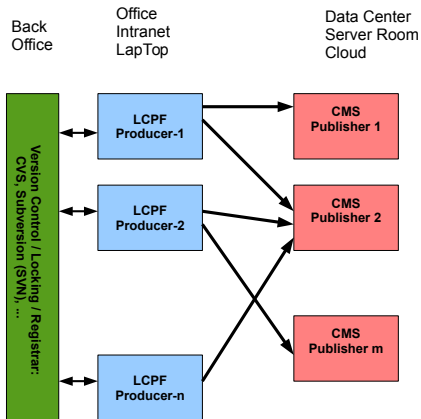 Back
Office
Office
Intranet
LapTop
Data Center
Server Room
Cloud
Version Control / Locking / Registrar:
CVS, Subversion (SVN), ...
LCPF
Producer-1
CMS
Publisher 1
LCPF
Producer-2
CMS
Publisher 2
CMS
Publisher m
LCPF
Producer-n